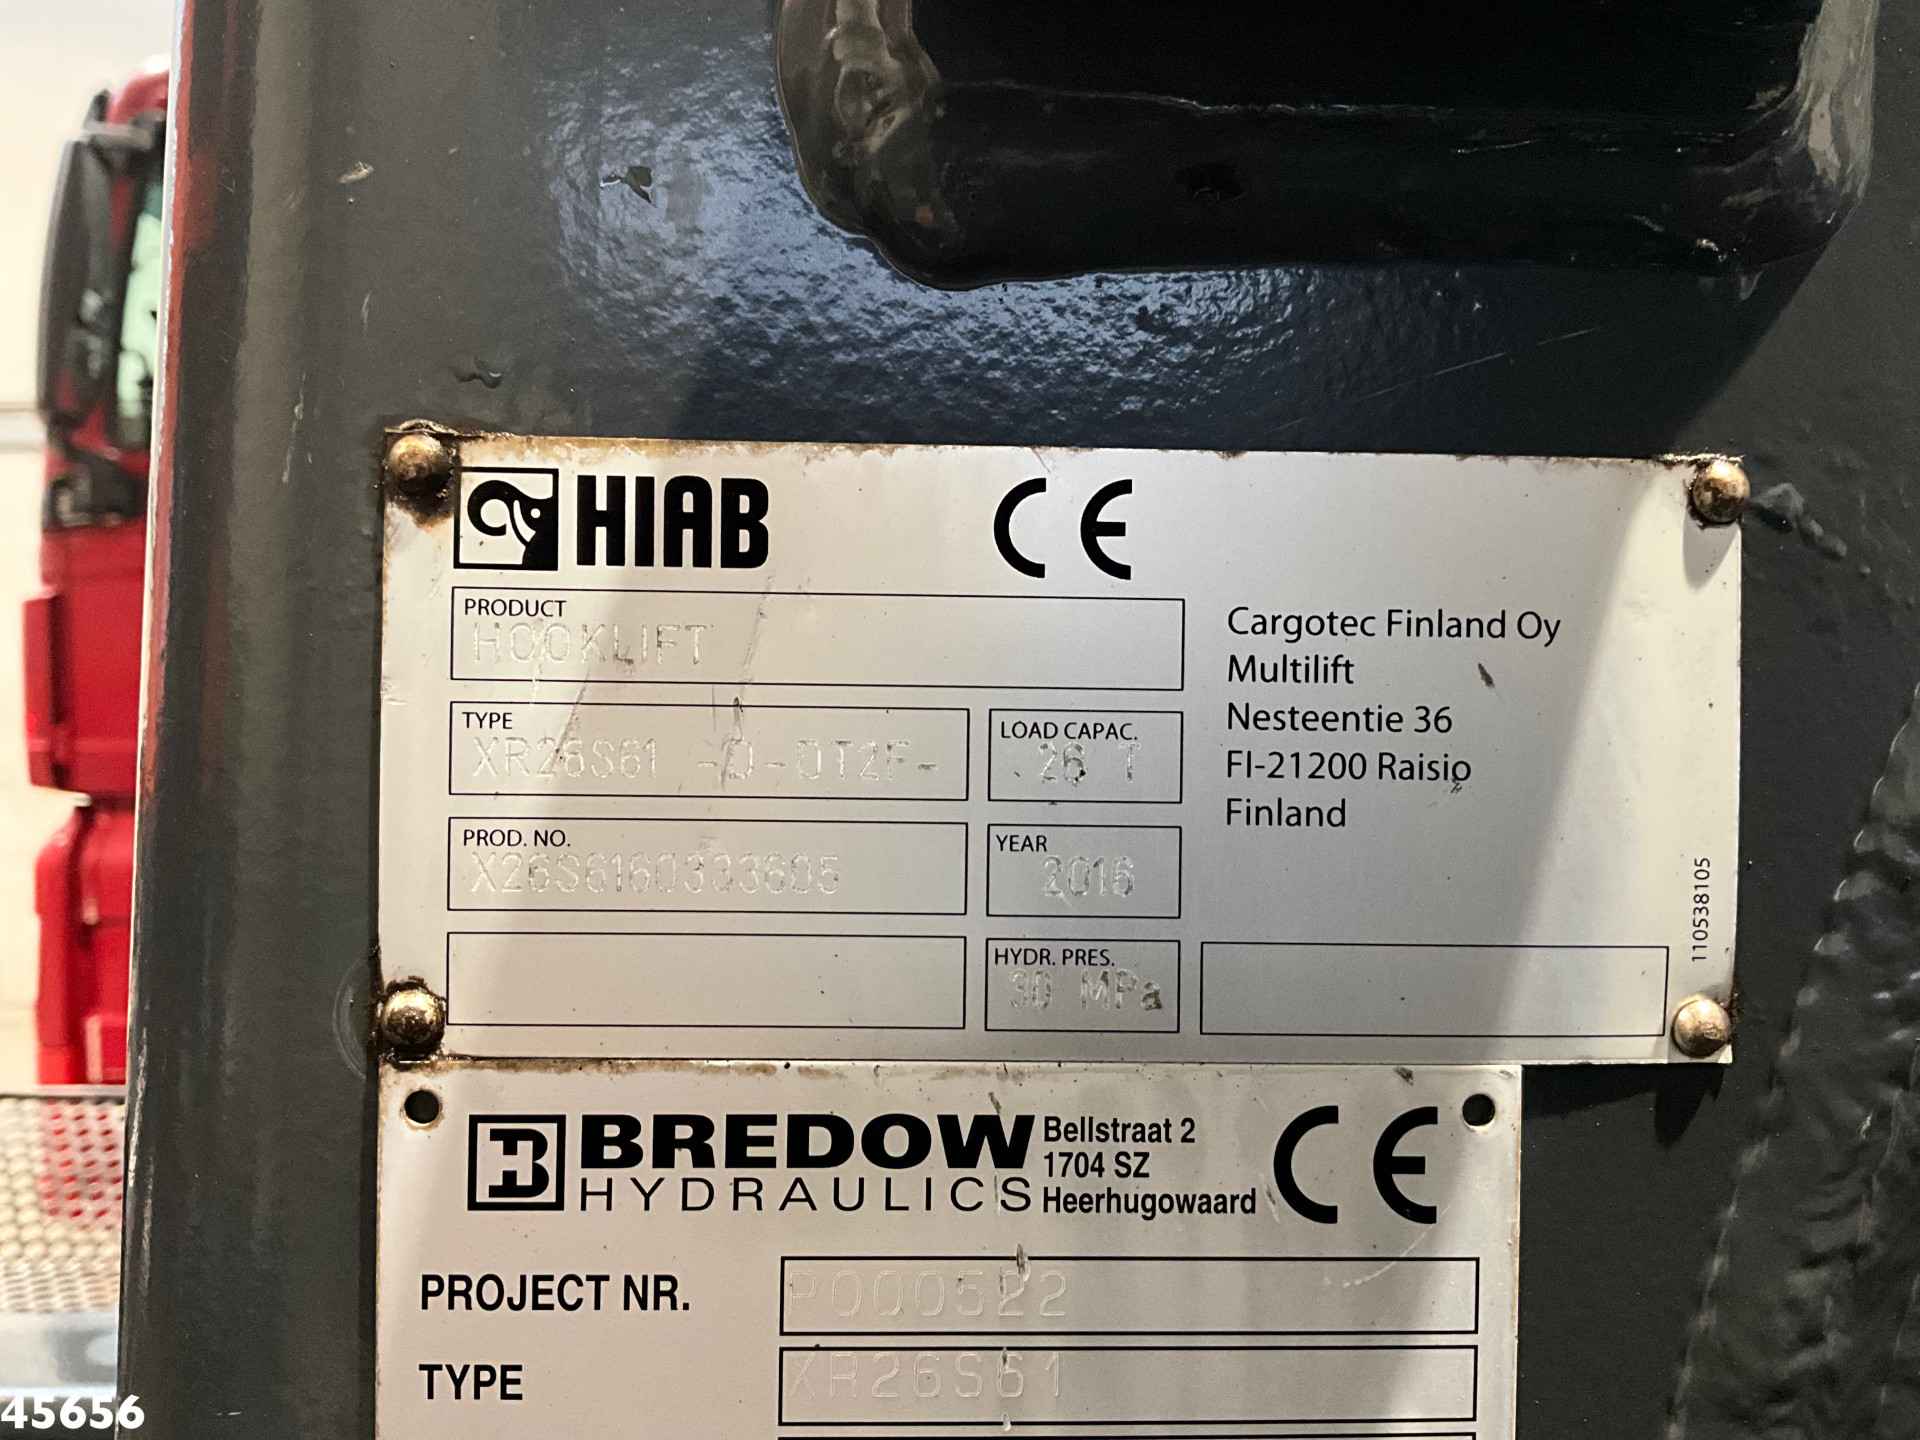 HIAB CE
PRODUCT
HOOKLIFT
TYPE
XR26S61 -D-DT2F-
LOAD CAPAC.
26 T
PROD. NO.
X26S6160333605
YEAR
2016
HYDR. PRES.
30 MPa
Cargotec Finland Oy
Multilift
Nesteentie 36
FI-21200 Raisio
Finland
110538105
BREDOW
HYDRAULICS
Bellstraat 2
1704 SZ
Heerhugowaard
CE
PROJECT NR.
P000522
TYPE
XR26S61
45656